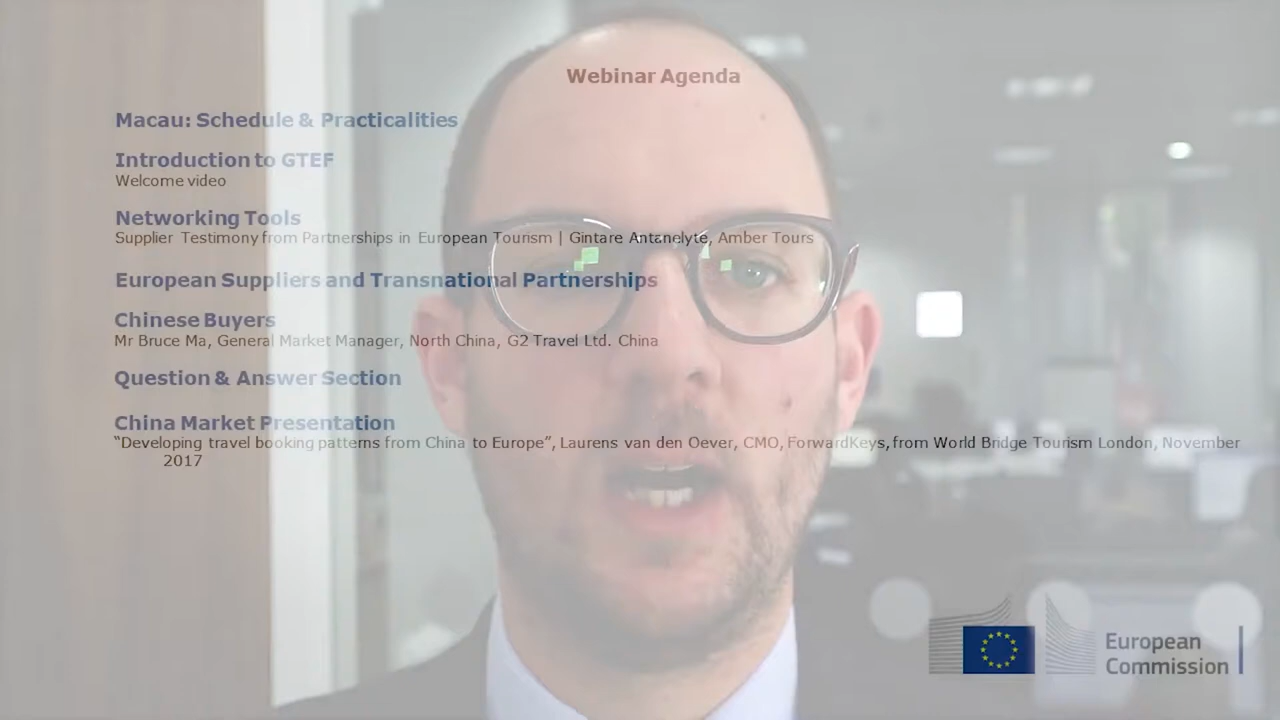 Webinar Agenda
Macau: Schedule & Practicalities
Introduction to GTEF
Welcome video
Networking Tools
Supplier Testimony from Partnerships in European Tourism | Gintare Antanelyte, Amber Tours
European Suppliers and Transnational Partnerships
Chinese Buyers
Mr Bruce Ma, General Market Manager, North China, G2 Travel Ltd. China
Question & Answer Section
China Market Presentation
“Developing travel booking patterns from China to Europe”, Laurens van den Oever, CMO, ForwardKeys, from World Bridge Tourism London, November
2017
European
Commission